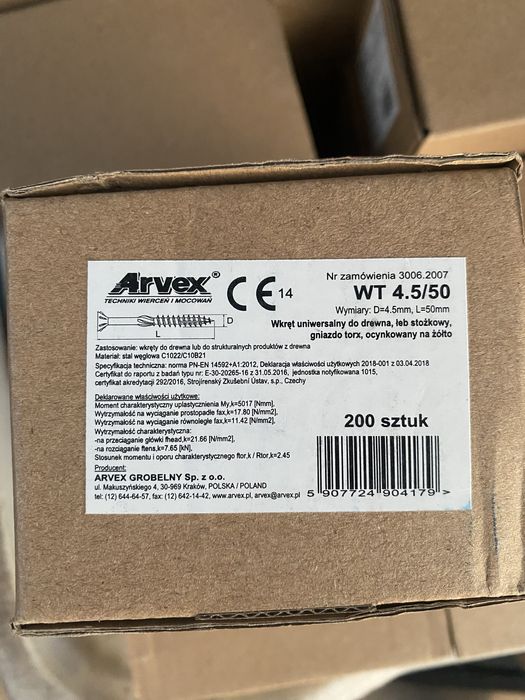 Arvex®
TECHNIKI WIERCEŃ I MOCOWAŃ
CE 14
Nr zamówienia 3006.2007
WT 4.5/50
Wymiary: D=4.5mm, L=50mm
Wkręt uniwersalny do drewna, łeb stożkowy,
gniazdo torx, ocynkowany na żółto
D
L
Zastosowanie: wkręty do drewna lub do strukturalnych produktów z drewna
Materiał: stal węglowa C1022/C10B21
Specyfikacja techniczna: norma PN-EN 14592+A1:2012, Deklaracja właściwości użytkowych 2018-001 z 03.04.2018
Certyfikat do raportu z badań typu nr: E-30-20265-16 z 31.05.2016, jednostka notyfikowana 1015,
certyfikat akredytacji 292/2016, Strojírenský Zkušební Ústav, s.p., Czechy
Deklarowane właściwości użytkowe:
Moment charakterystyczny uplastycznienia My,k=5017 [Nmm],
Wytrzymałość na wyciąganie prostopadłe fax,k=17.80 [N/mm2],
Wytrzymałość na wyciąganie równoległe fax,k=11.42 [N/mm2],
Wytrzymałość charakterystyczna:
-na przeciąganie główki fhead,k=21.66 [N/mm2],
-na rozciąganie ftens,k=7.65 [kN],
Stosunek momentu i oporu charakterystycznego ftor,k / Rtor,k=2.45
200 sztuk
Producent:
ARVEX GROBELNY Sp. z o.o.
ul. Makuszyńskiego 4, 30-969 Kraków, POLSKA / POLAND
tel: (12) 644-64-57, fax: (12) 642-14-42, www.arvex.pl, arvex@arvex.pl
5 907724 904179 >